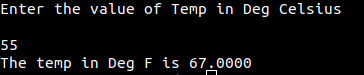 Enter the value of Temp in Deg Celsius
55
The temp in Deg F is 67.0000